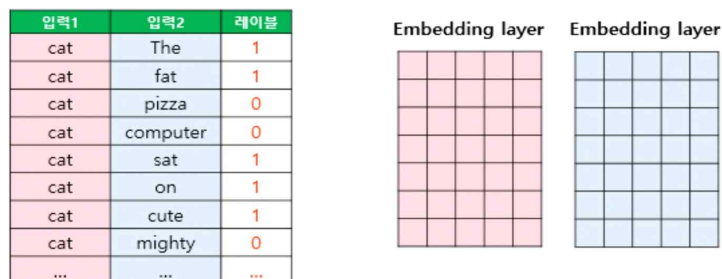 입력1 입력2 레이블
cat The 1
cat fat 1
cat pizza 0
cat computer 0
cat sat 1
cat on 1
cat cute 1
cat mighty 0
... ... ...
Embedding layer Embedding layer